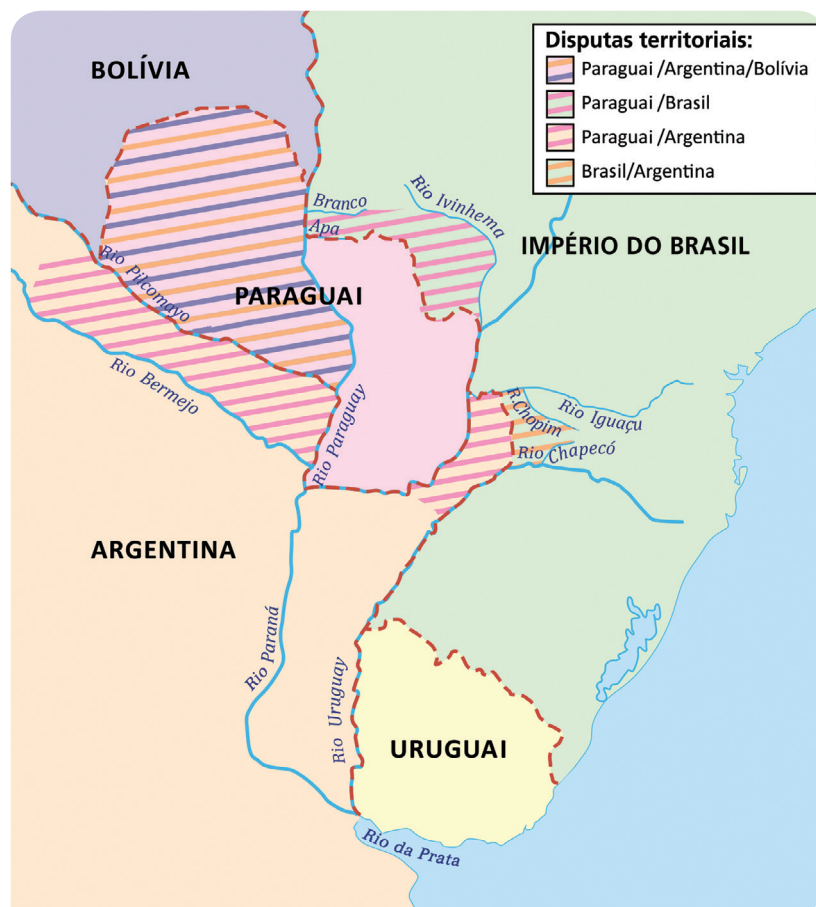 Disputas territoriais:
Paraguai /Argentina/Bolívia
Paraguai /Brasil
Paraguai /Argentina
Brasil/Argentina
BOLÍVIA
Branco
Rio Ivinhema
Apa
IMPÉRIO DO BRASIL
Rio Pilcomayo
PARAGUAI
Rio Bermejo
Rio Paraguay
R.Chopim
Rio Iguaçu
Rio Chapecó
ARGENTINA
Rio Paraná
Rio Uruguay
URUGUAI
Rio da Prata